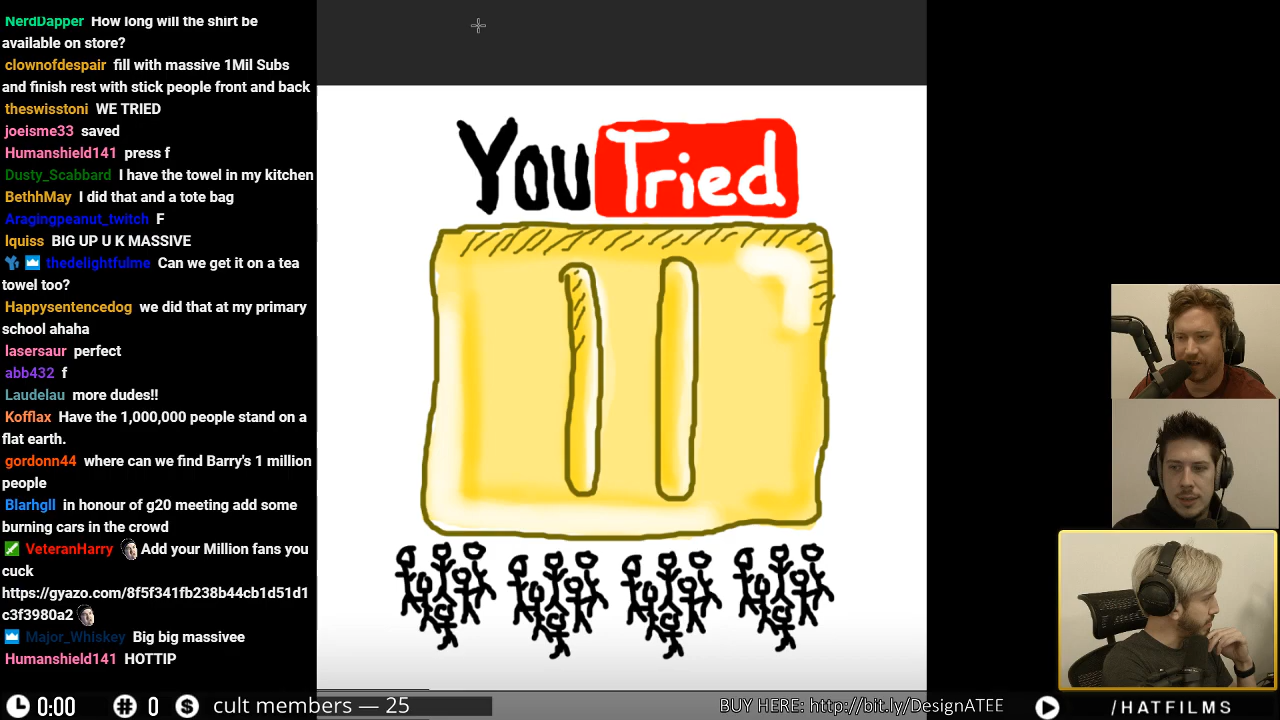 NerdDapper How long will the shirt be
available on store?
clownofdespair fill with massive 1Mil Subs
and finish rest with stick people front and back
theswisstoni WE TRIED
joeisme33 saved
Humanshield141 press f
Dusty_Scabbard I have the towel in my kitchen
BethhMay I did that and a tote bag
Aragingpeanut_twitch F
lquiss BIG UP U K MASSIVE
thedelightfulme Can we get it on a tea
towel too?
Happysentencedog we did that at my primary
school ahaha
lasersaur perfect
abb432 f
Laudelau more dudes!!
Kofflax Have the 1,000,000 people stand on a
flat earth.
gordonn44 where can we find Barry's 1 million
people
Blarhgll in honour of g20 meeting add some
burning cars in the crowd
VeteranHarry Add your Million fans you
cuck
https://gyazo.com/8f5f341fb238b44cb1d51d1
c3f3980a2
Major_Whiskey Big big massivee
Humanshield141 HOTTIP
You Tried
0:00 # 0 $ cult members — 25
BUY HERE: http://bit.ly/DesignATEE
/HATFILMS